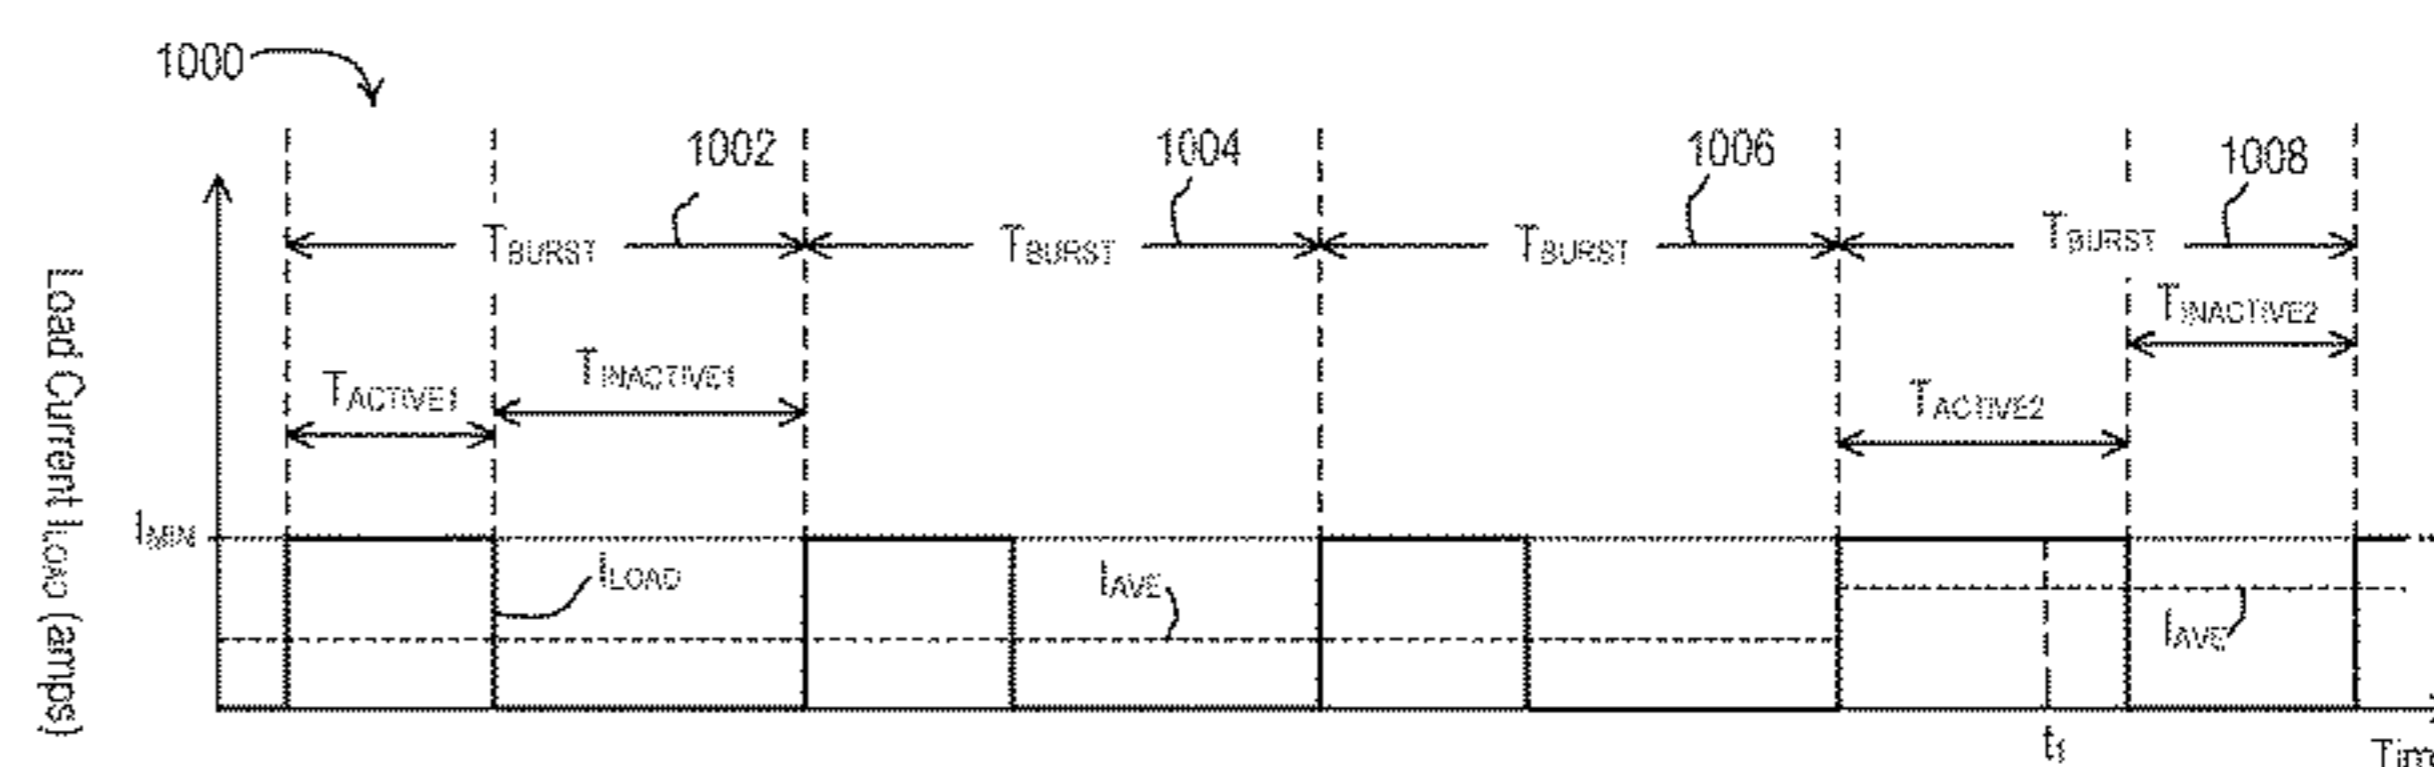 1000
1002
1004
1006
1008
TBURST
TBURST
TBURST
TBURST
TINACTIVE2
TINACTIVE1
TACTIVE1
TACTIVE2
Load Current ILOAD (amps)
IMIN
ILOAD
IAVE
IAVE
t1